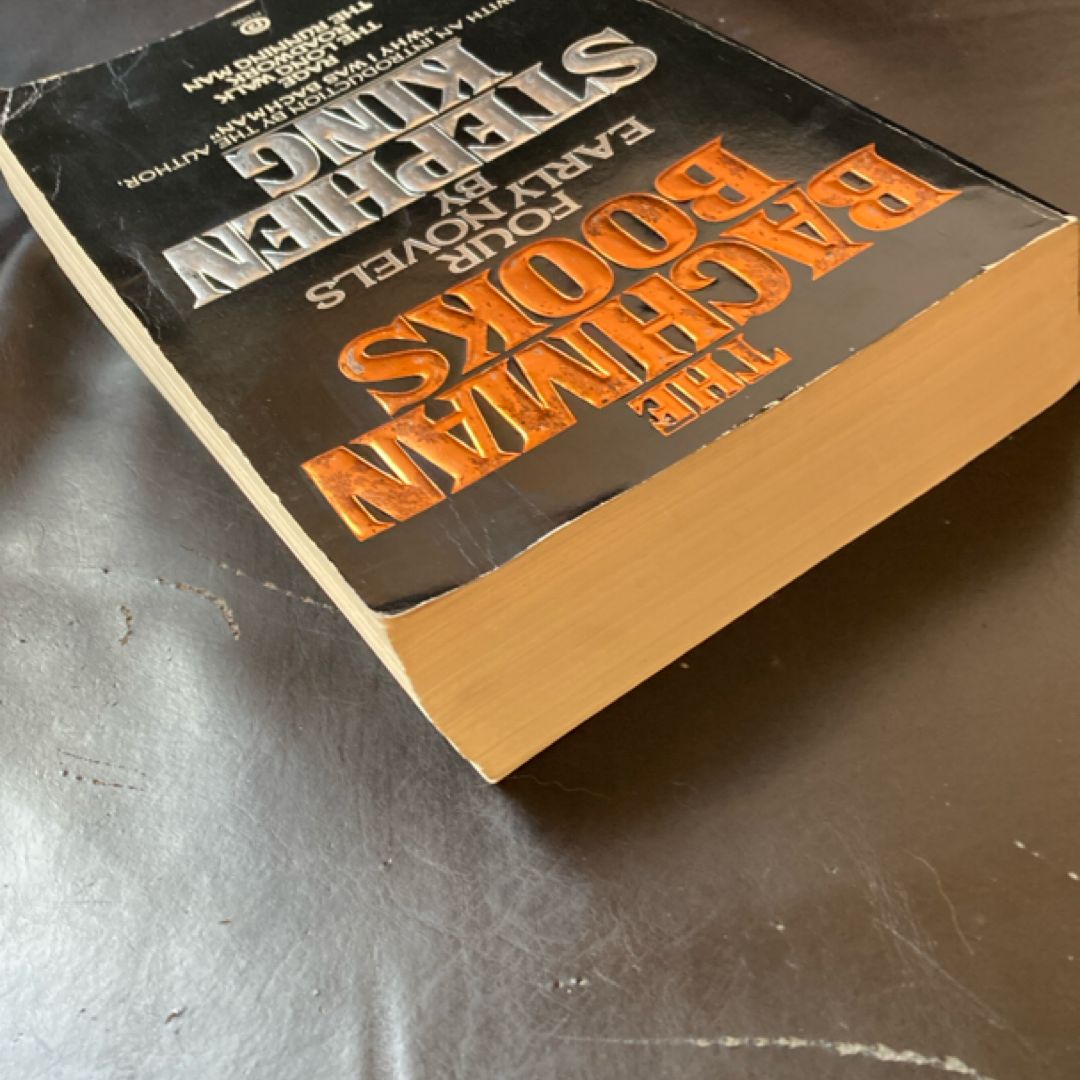 THE
BACHMAN
BOOKS
FOUR
EARLY NOVELS
BY
STEPHEN
KING
WITH AN INTRODUCTION BY THE AUTHOR,
"WHY I WAS BACHMAN"
RAGE
THE LONG WALK
ROADWORK
THE RUNNING MAN